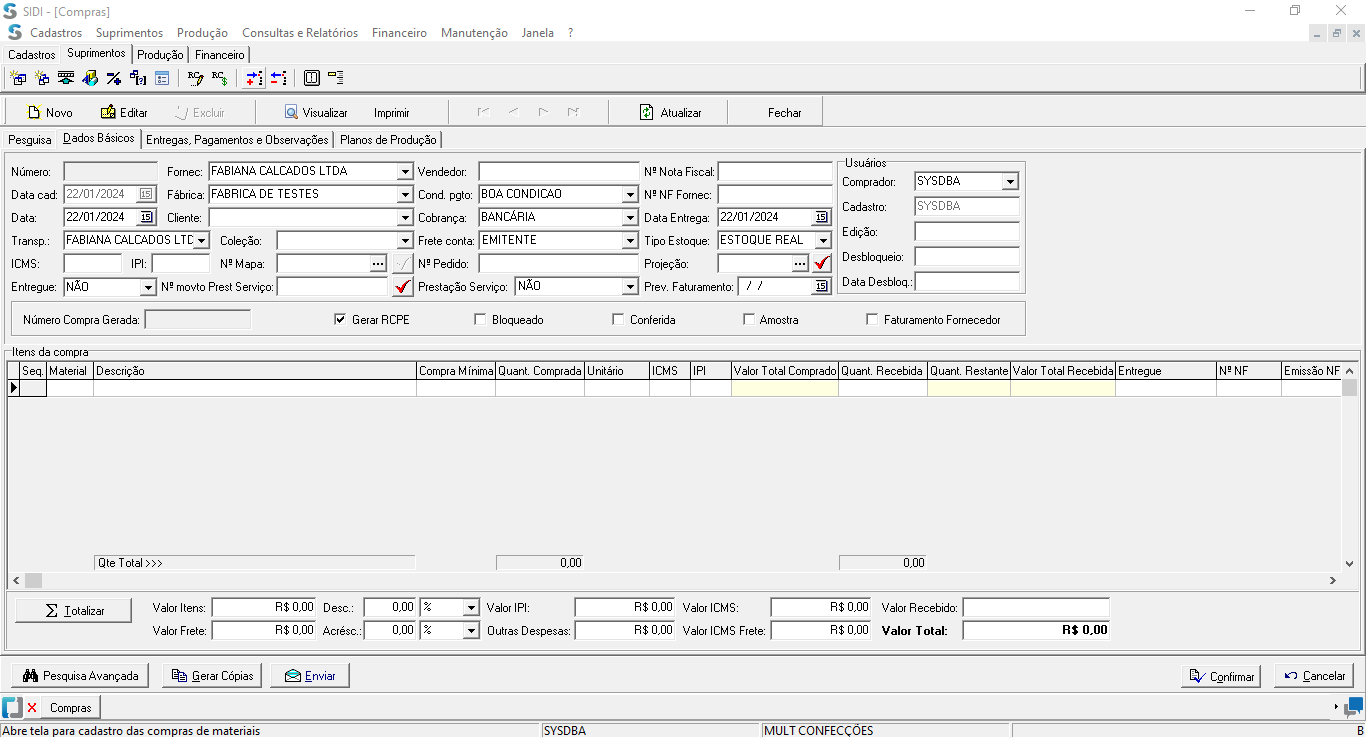 SIDI - [Compras]
Cadastros Suprimentos Produção Consultas e Relatórios Financeiro Manutenção Janela ?
Cadastros Suprimentos Produção Financeiro
Novo Editar Excluir Visualizar Imprimir Atualizar Fechar
Pesquisa Dados Básicos Entregas, Pagamentos e Observações Planos de Produção
Número: Fornec: FABIANA CALCADOS LTDA Vendedor: Nº Nota Fiscal: Usuários
Comprador: SYSDBA
Data cad: 22/01/2024 15 Fábrica: FABRICA DE TESTES Cond. pgto: BOA CONDICAO Nº NF Fornec:
Cadastro: SYSDBA
Data: 22/01/2024 15 Cliente: Cobrança: BANCÁRIA Data Entrega: 22/01/2024 15
Edição:
Transp.: FABIANA CALCADOS LTC Coleção: Frete conta: EMITENTE Tipo Estoque: ESTOQUE REAL
Desbloqueio:
ICMS: IPI: Nº Mapa: ... Nº Pedido: Projeção: ...
Data Desbloq.:
Entregue: NÃO Nº movto Prest Serviço: Prestação Serviço: NÃO Prev. Faturamento: / / 15
Número Compra Gerada: Gerar RCPE Bloqueado Conferida Amostra Faturamento Fornecedor
Itens da compra
Seq. Material Descrição Compra Mínima Quant. Comprada Unitário ICMS IPI Valor Total Comprado Quant. Recebida Quant. Restante Valor Total Recebida Entregue Nº NF Emissão NF
Qte Total >>> 0,00 0,00
Totalizar Valor Itens: R$ 0,00 Desc.: 0,00 % Valor IPI: R$ 0,00 Valor ICMS: R$ 0,00 Valor Recebido:
Valor Frete: R$ 0,00 Acrésc.: 0,00 % Outras Despesas: R$ 0,00 Valor ICMS Frete: R$ 0,00 Valor Total: R$ 0,00
Pesquisa Avançada Gerar Cópias Enviar Confirmar Cancelar
Compras
Abre tela para cadastro das compras de materiais SYSDBA MULT CONFECÇÕES B